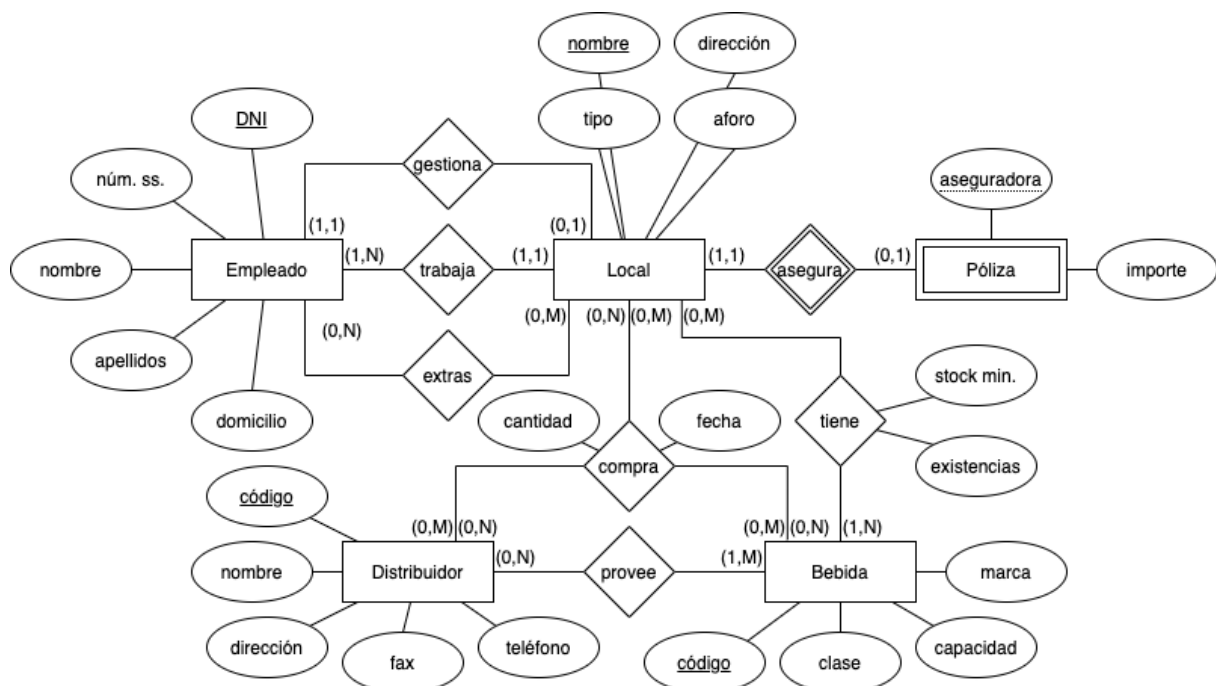 nombre
dirección
DNI
tipo
aforo
gestiona
núm. ss.
aseguradora
(1,1)
(0,1)
(1,N)
(1,1)
(1,1)
(0,1)
nombre
Empleado
trabaja
Local
asegura
Póliza
importe
(0,N)
(0,M)
(0,N)
(0,M)
(0,M)
apellidos
extras
stock min.
domicilio
cantidad
fecha
tiene
compra
existencias
código
(0,M)
(0,N)
(0,N)
(0,M)
(0,N)
(1,N)
(1,M)
nombre
Distribuidor
provee
Bebida
marca
dirección
fax
teléfono
código
clase
capacidad